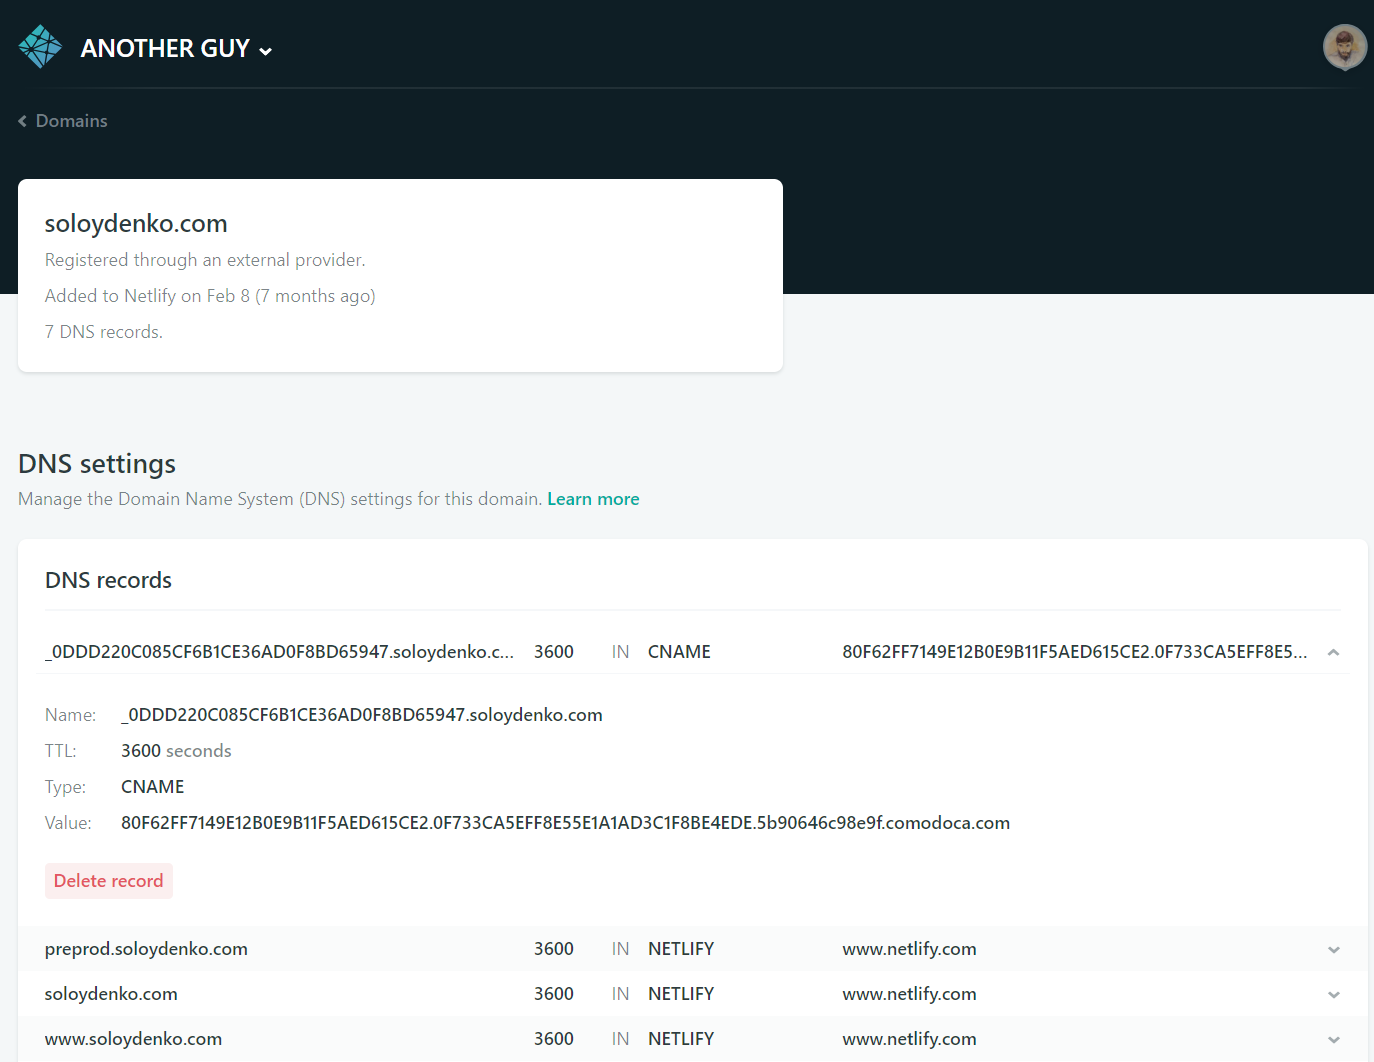 ANOTHER GUY
Domains
soloydenko.com
Registered through an external provider.
Added to Netlify on Feb 8 (7 months ago)
7 DNS records.
DNS settings
Manage the Domain Name System (DNS) settings for this domain. Learn more
DNS records
_0DDD220C085CF6B1CE36AD0F8BD65947.soloydenko.c... 3600 IN CNAME 80F62FF7149E12B0E9B11F5AED615CE2.0F733CA5EFF8E5...
Name: _0DDD220C085CF6B1CE36AD0F8BD65947.soloydenko.com
TTL: 3600 seconds
Type: CNAME
Value: 80F62FF7149E12B0E9B11F5AED615CE2.0F733CA5EFF8E55E1A1AD3C1F8BE4EDE.5b90646c98e9f.comodoca.com
Delete record
preprod.soloydenko.com 3600 IN NETLIFY www.netlify.com
soloydenko.com 3600 IN NETLIFY www.netlify.com
www.soloydenko.com 3600 IN NETLIFY www.netlify.com